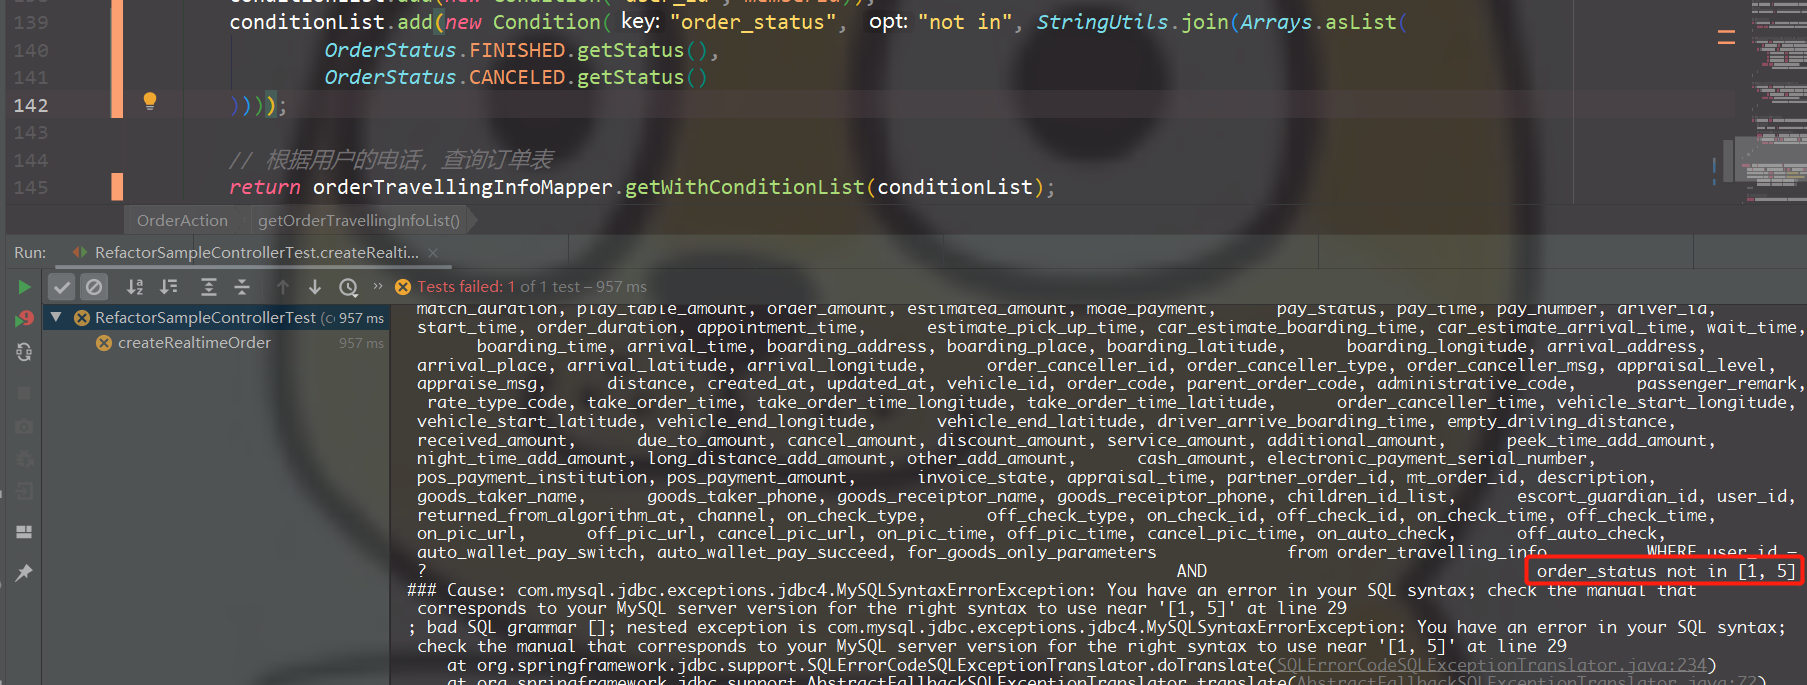 139 conditionList.add(new Condition( key: "order_status", opt: "not in", StringUtils.join(Arrays.asList(
140 OrderStatus.FINISHED.getStatus(),
141 OrderStatus.CANCELED.getStatus()
142 ))));
143
144 // 根据用户的电话，查询订单表
145 return orderTravellingInfoMapper.getWithConditionList(conditionList);
OrderAction getOrderTravellingInfoList()
Run: RefactorSampleControllerTest.createRealti...
Tests failed: 1 of 1 test – 957 ms
RefactorSampleControllerTest (c 957 ms
createRealtimeOrder 957 ms
match_duration, play_table_amount, order_amount, estimated_amount, mode_payment, pay_status, pay_time, pay_number, driver_id,
start_time, order_duration, appointment_time, estimate_pick_up_time, car_estimate_boarding_time, car_estimate_arrival_time, wait_time,
boarding_time, arrival_time, boarding_address, boarding_place, boarding_latitude, boarding_longitude, arrival_address,
arrival_place, arrival_latitude, arrival_longitude, order_canceller_id, order_canceller_type, order_canceller_msg, appraisal_level,
appraise_msg, distance, created_at, updated_at, vehicle_id, order_code, parent_order_code, administrative_code, passenger_remark,
rate_type_code, take_order_time, take_order_time_longitude, take_order_time_latitude, order_canceller_time, vehicle_start_longitude,
vehicle_start_latitude, vehicle_end_longitude, vehicle_end_latitude, driver_arrive_boarding_time, empty_driving_distance,
received_amount, due_to_amount, cancel_amount, discount_amount, service_amount, additional_amount, peek_time_add_amount,
night_time_add_amount, long_distance_add_amount, other_add_amount, cash_amount, electronic_payment_serial_number,
pos_payment_institution, pos_payment_amount, invoice_state, appraisal_time, partner_order_id, mt_order_id, description,
goods_taker_name, goods_taker_phone, goods_receiptor_name, goods_receiptor_phone, children_id_list, escort_guardian_id, user_id,
returned_from_algorithm_at, channel, on_check_type, off_check_type, on_check_id, off_check_id, on_check_time, off_check_time,
on_pic_url, off_pic_url, cancel_pic_url, on_pic_time, off_pic_time, cancel_pic_time, on_auto_check, off_auto_check,
auto_wallet_pay_switch, auto_wallet_pay_succeed, for_goods_only_parameters from order_travelling_info WHERE user_id =
? AND order_status not in [1, 5]
### Cause: com.mysql.jdbc.exceptions.jdbc4.MySQLSyntaxErrorException: You have an error in your SQL syntax; check the manual that
corresponds to your MySQL server version for the right syntax to use near '[1, 5]' at line 29
; bad SQL grammar []; nested exception is com.mysql.jdbc.exceptions.jdbc4.MySQLSyntaxErrorException: You have an error in your SQL syntax;
check the manual that corresponds to your MySQL server version for the right syntax to use near '[1, 5]' at line 29
at org.springframework.jdbc.support.SQLErrorCodeSQLExceptionTranslator.doTranslate(SQLErrorCodeSQLExceptionTranslator.java:234)
at org.springframework.jdbc.support.AbstractFallbackSQLExceptionTranslator.translate(AbstractFallbackSQLExceptionTranslator.java:72)